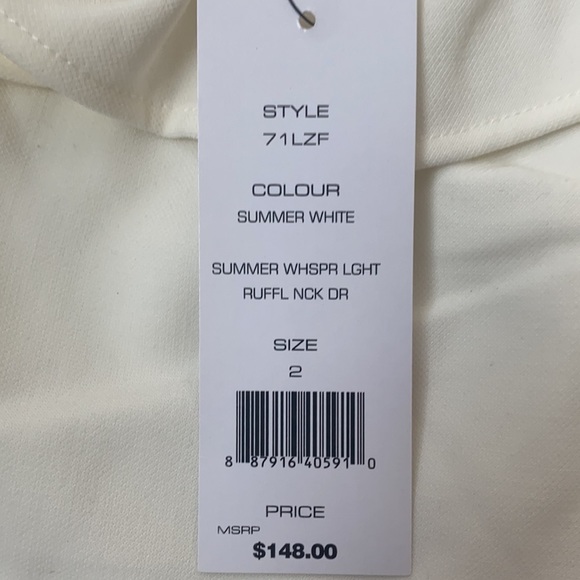 STYLE
71LZF
COLOUR
SUMMER WHITE
SUMMER WHSPR LGHT
RUFFL NCK DR
SIZE
2
8 87916 40591 0
PRICE
MSRP
$148.00